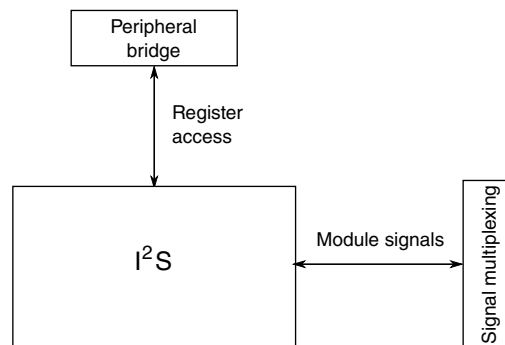 Peripheral
bridge
Register
access
I²S
Module signals
Signal multiplexing